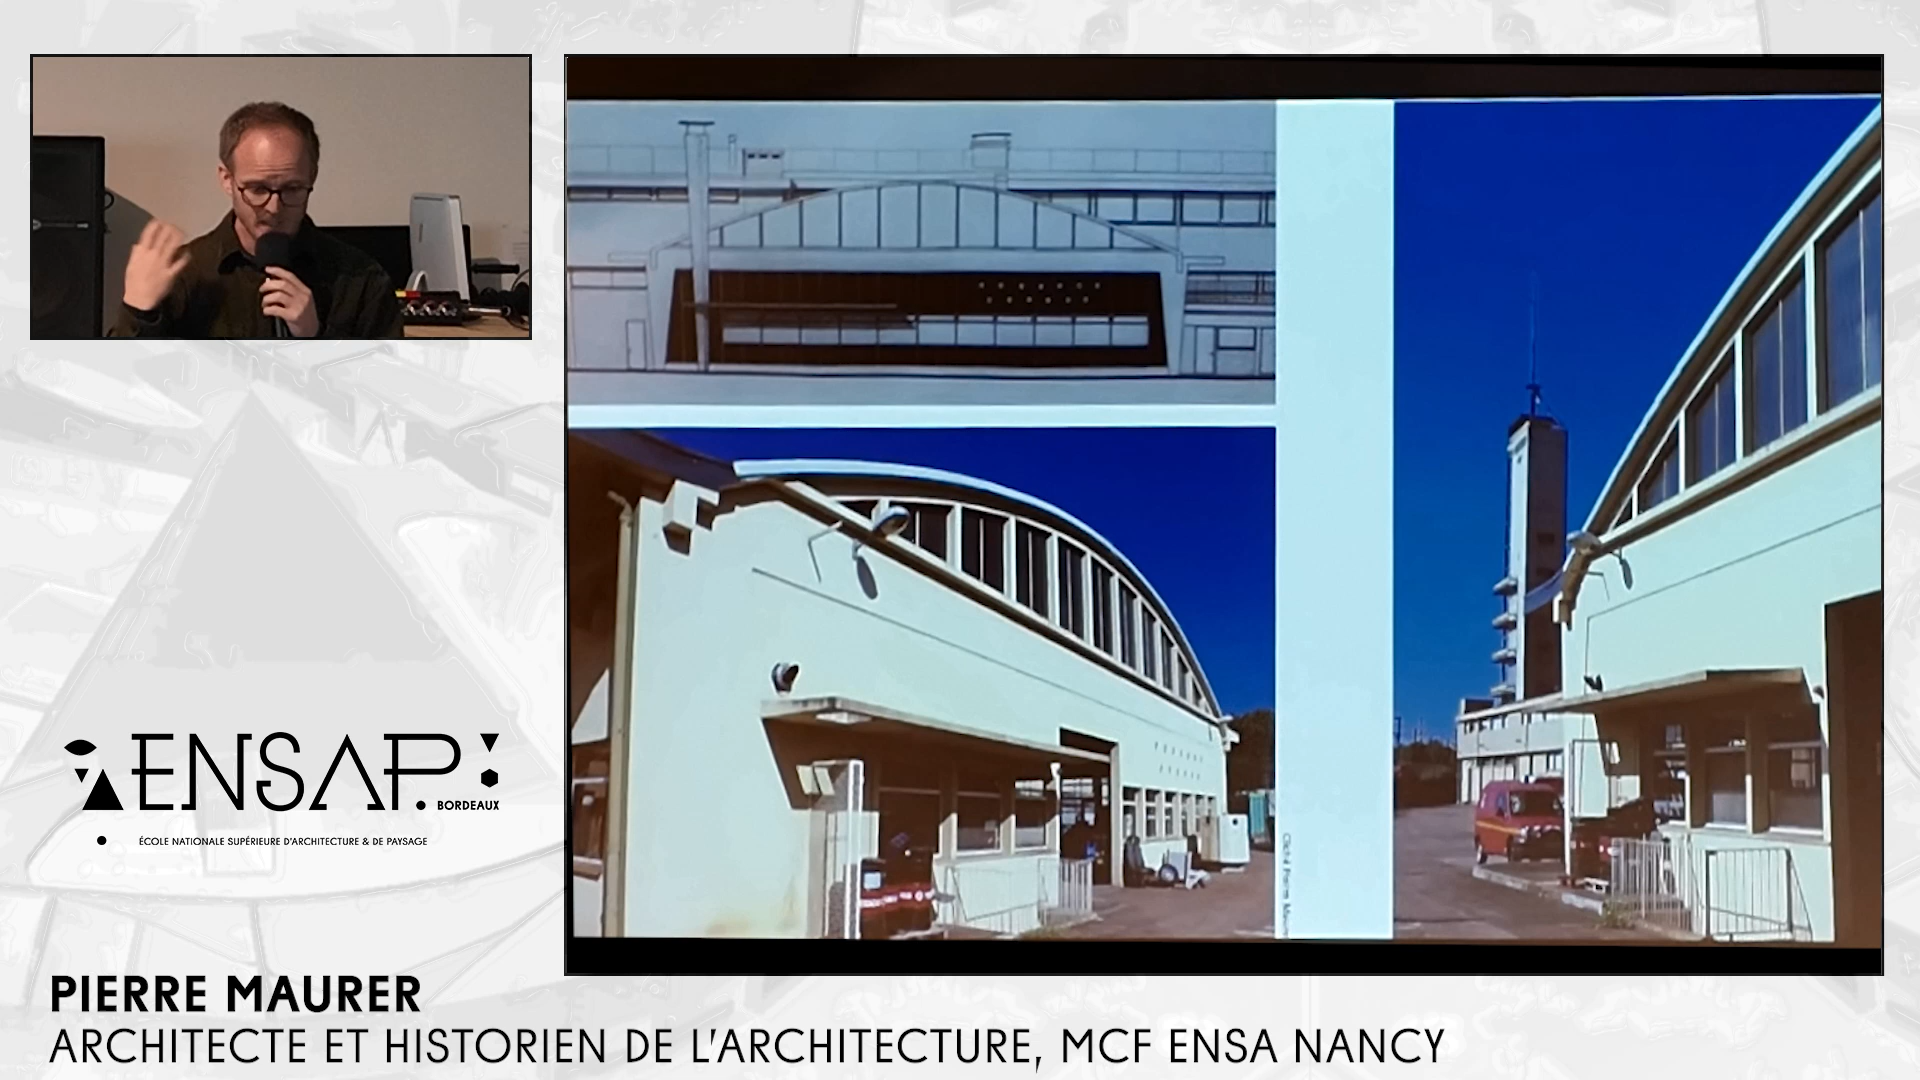 ENSAP.
BORDEAUX
ÉCOLE NATIONALE SUPÉRIEURE D'ARCHITECTURE & DE PAYSAGE
PIERRE MAURER
ARCHITECTE ET HISTORIEN DE L'ARCHITECTURE, MCF ENSA NANCY